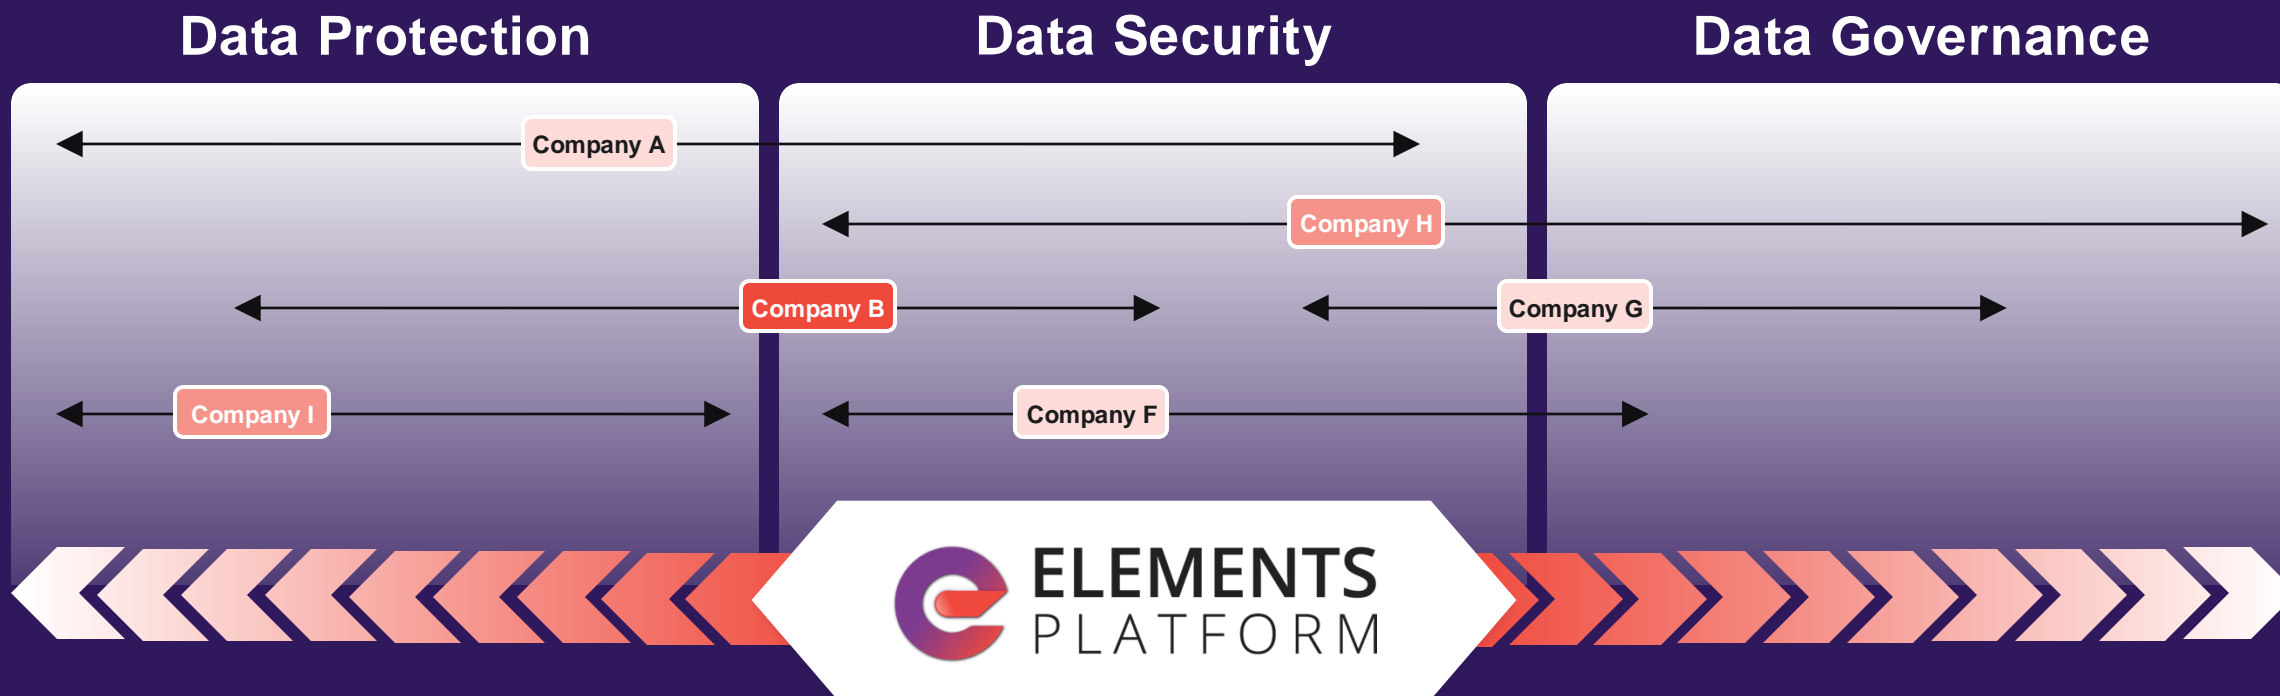 Data Protection
Data Security
Data Governance
Company A
Company H
Company B
Company G
Company I
Company F
ELEMENTS
PLATFORM